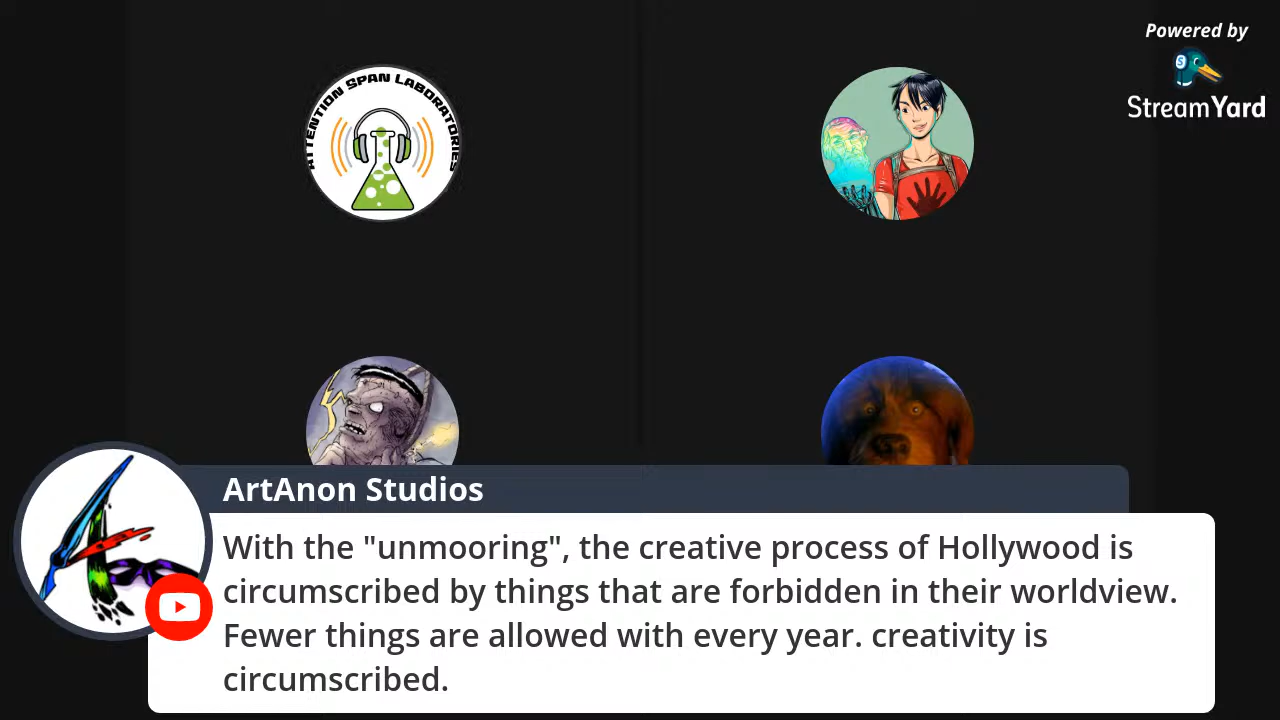 Powered by
StreamYard
ATTENTION SPAN LABORATORIES
ArtAnon Studios
With the "unmooring", the creative process of Hollywood is
circumscribed by things that are forbidden in their worldview.
Fewer things are allowed with every year. creativity is
circumscribed.